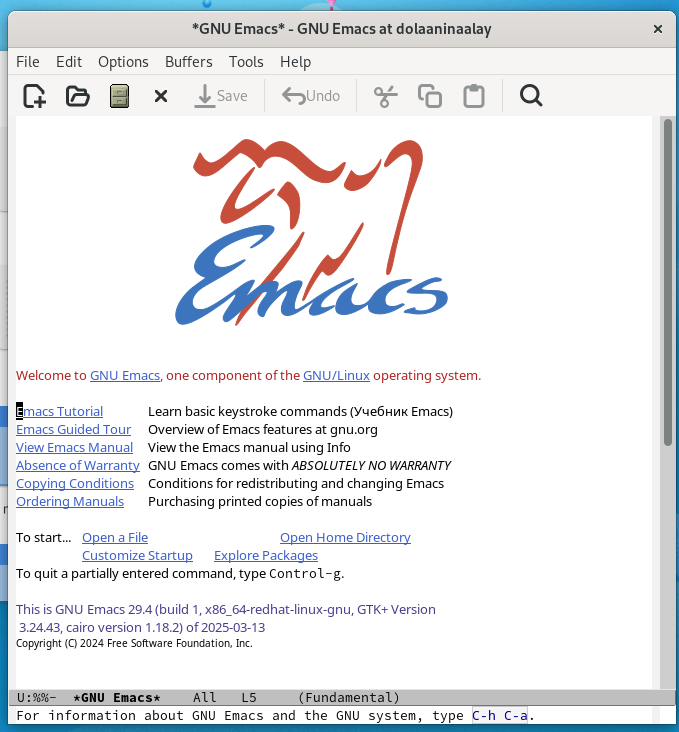 *GNU Emacs* - GNU Emacs at dolaaninaalay
File Edit Options Buffers Tools Help
Save Undo
Emacs
Welcome to GNU Emacs, one component of the GNU/Linux operating system.
Emacs Tutorial Learn basic keystroke commands (Учебник Emacs)
Emacs Guided Tour Overview of Emacs features at gnu.org
View Emacs Manual View the Emacs manual using Info
Absence of Warranty GNU Emacs comes with ABSOLUTELY NO WARRANTY
Copying Conditions Conditions for redistributing and changing Emacs
Ordering Manuals Purchasing printed copies of manuals
To start... Open a File Open Home Directory
Customize Startup Explore Packages
To quit a partially entered command, type Control-g.
This is GNU Emacs 29.4 (build 1, x86_64-redhat-linux-gnu, GTK+ Version
3.24.43, cairo version 1.18.2) of 2025-03-13
Copyright (C) 2024 Free Software Foundation, Inc.
U:%%- *GNU Emacs* All L5 (Fundamental)
For information about GNU Emacs and the GNU system, type C-h C-a.